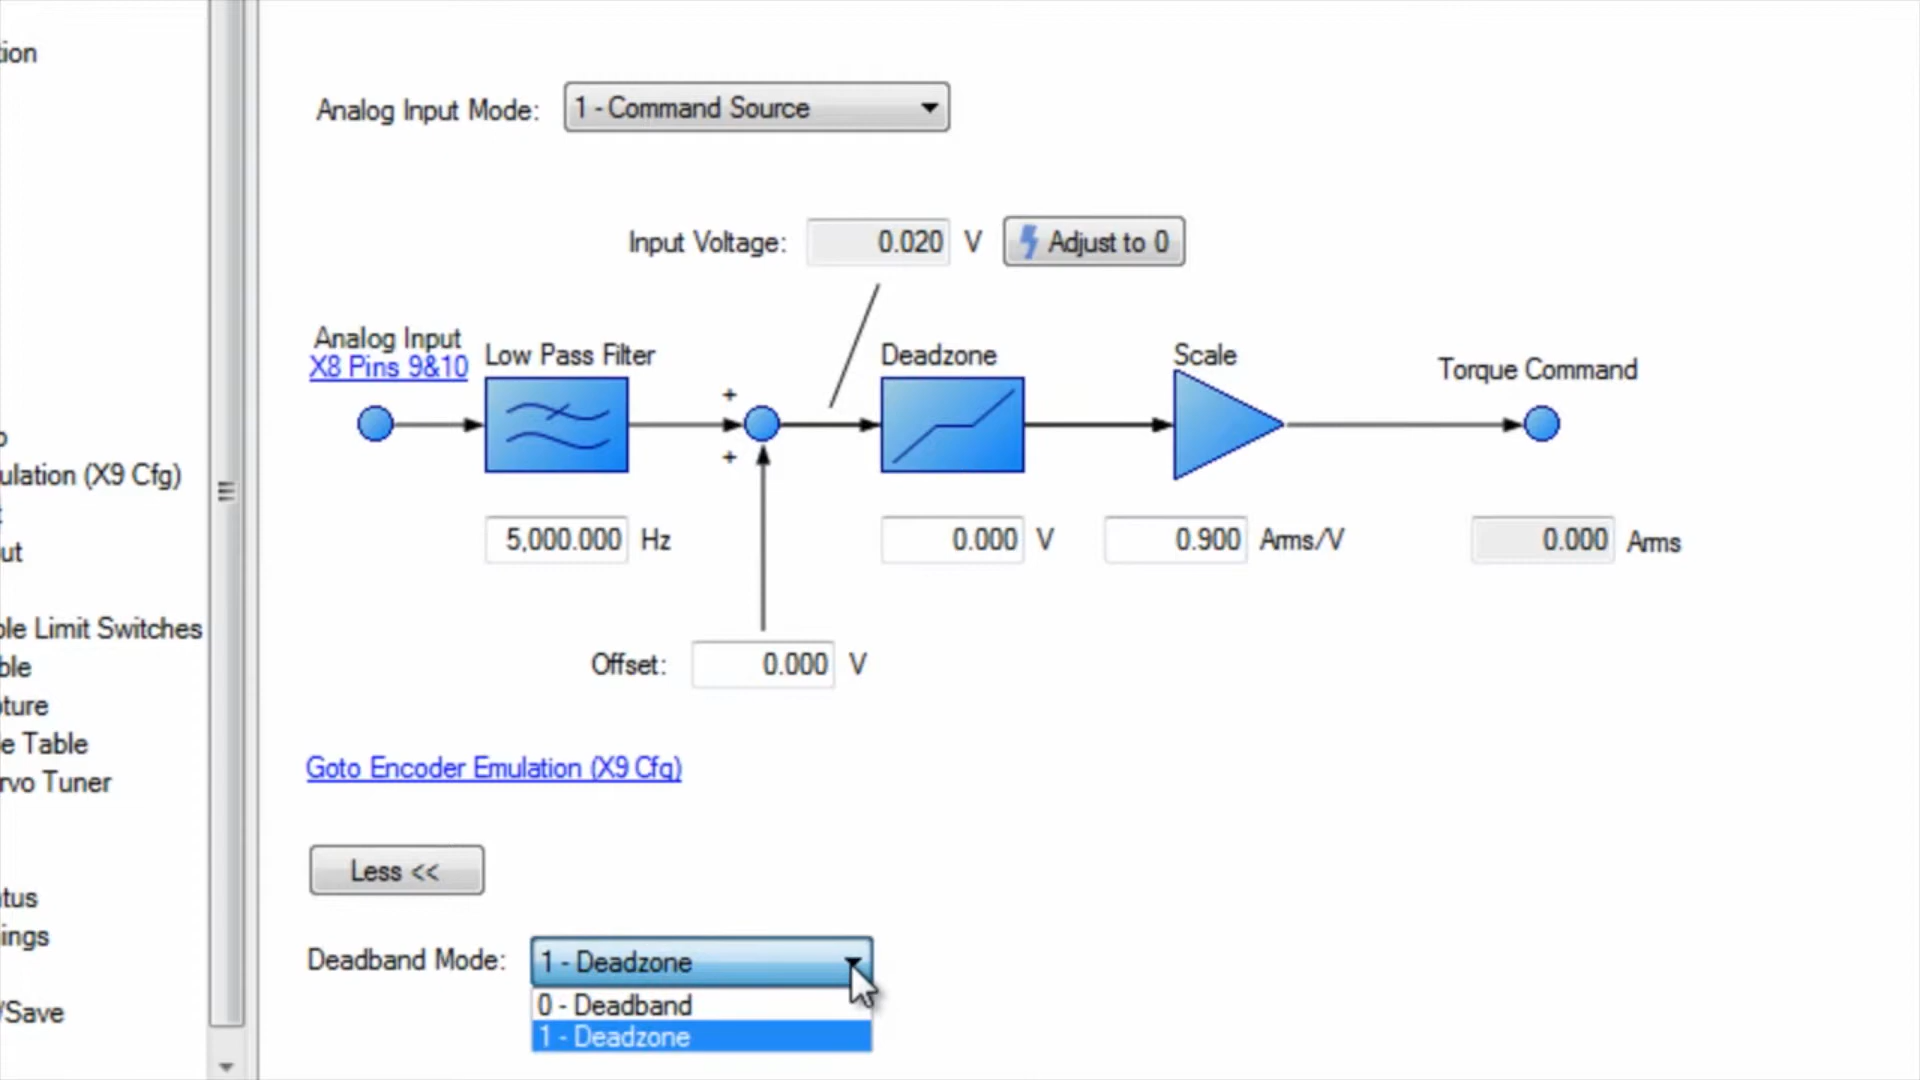 Analog Input Mode: 1 - Command Source
Input Voltage: 0.020 V Adjust to 0
Analog Input
X8 Pins 9&10
Low Pass Filter
Deadzone
Scale
Torque Command
+
+
5,000.000 Hz
0.000 V
0.900 Arms/V
0.000 Arms
Offset: 0.000 V
Goto Encoder Emulation (X9 Cfg)
Less <<
Deadband Mode: 1 - Deadzone
0 - Deadband
1 - Deadzone
tion
ulation (X9 Cfg)
ut
ble Limit Switches
ble
pture
e Table
rvo Tuner
atus
ings
/Save